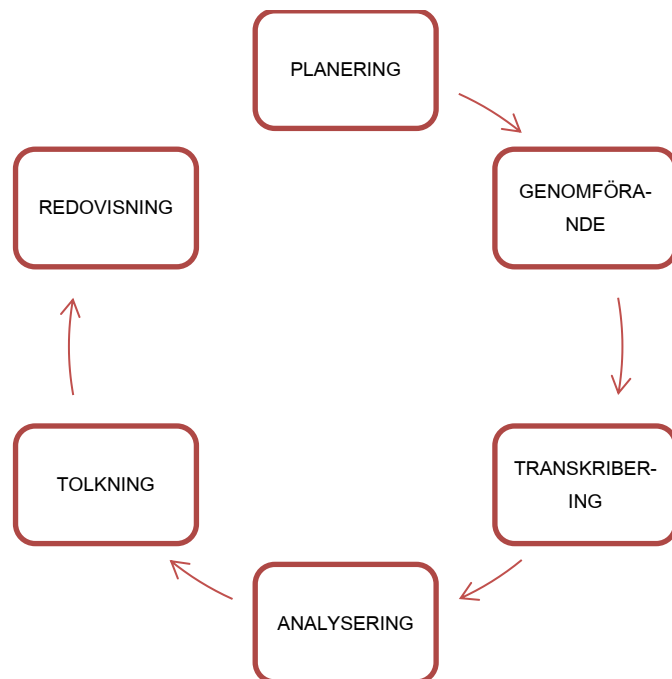 PLANERING
GENOMFÖRA-
NDE
TRANSKRIBER-
ING
ANALYSERING
TOLKNING
REDOVISNING